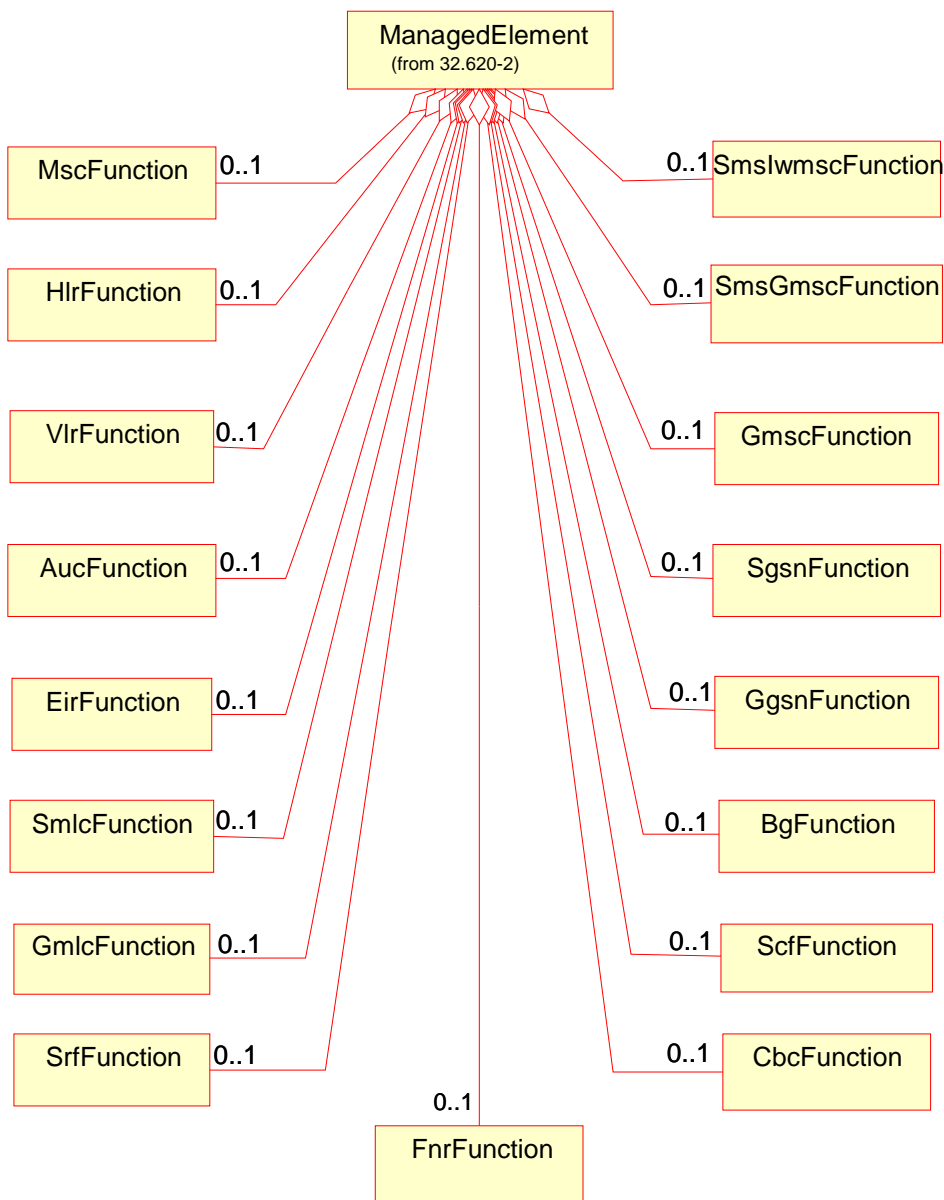 ManagedElement
(from 32.620-2)
MscFunction
0..1
0..1
SmsIwmscFunction
HlrFunction
0..1
0..1
SmsGmscFunction
VlrFunction
0..1
0..1
GmscFunction
AucFunction
0..1
0..1
SgsnFunction
EirFunction
0..1
0..1
GgsnFunction
SmlcFunction
0..1
0..1
BgFunction
GmlcFunction
0..1
0..1
ScfFunction
SrfFunction
0..1
0..1
CbcFunction
0..1
FnrFunction